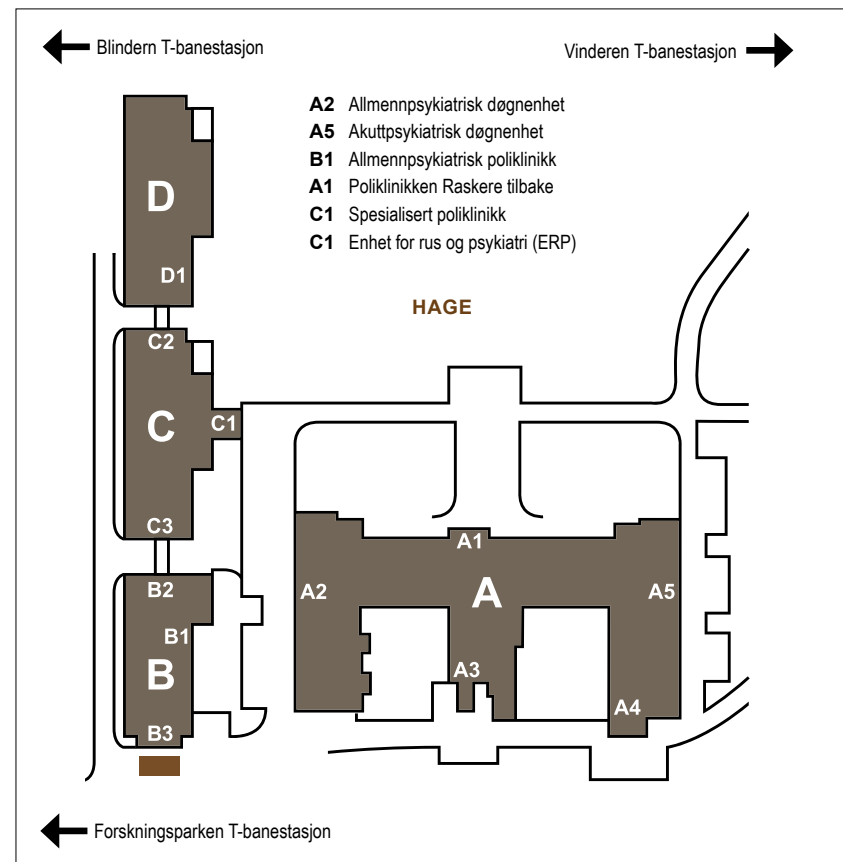 Blindern T-banestasjon
Vinderen T-banestasjon
A2 Allmennpsykiatrisk døgnenhet
A5 Akuttpsykiatrisk døgnenhet
B1 Allmennpsykiatrisk poliklinikk
A1 Poliklinikken Raskere tilbake
C1 Spesialisert poliklinikk
C1 Enhet for rus og psykiatri (ERP)
HAGE
D
D1
C2
C
C1
C3
B2
B1
B
B3
A1
A2
A
A5
A3
A4
Forskningsparken T-banestasjon